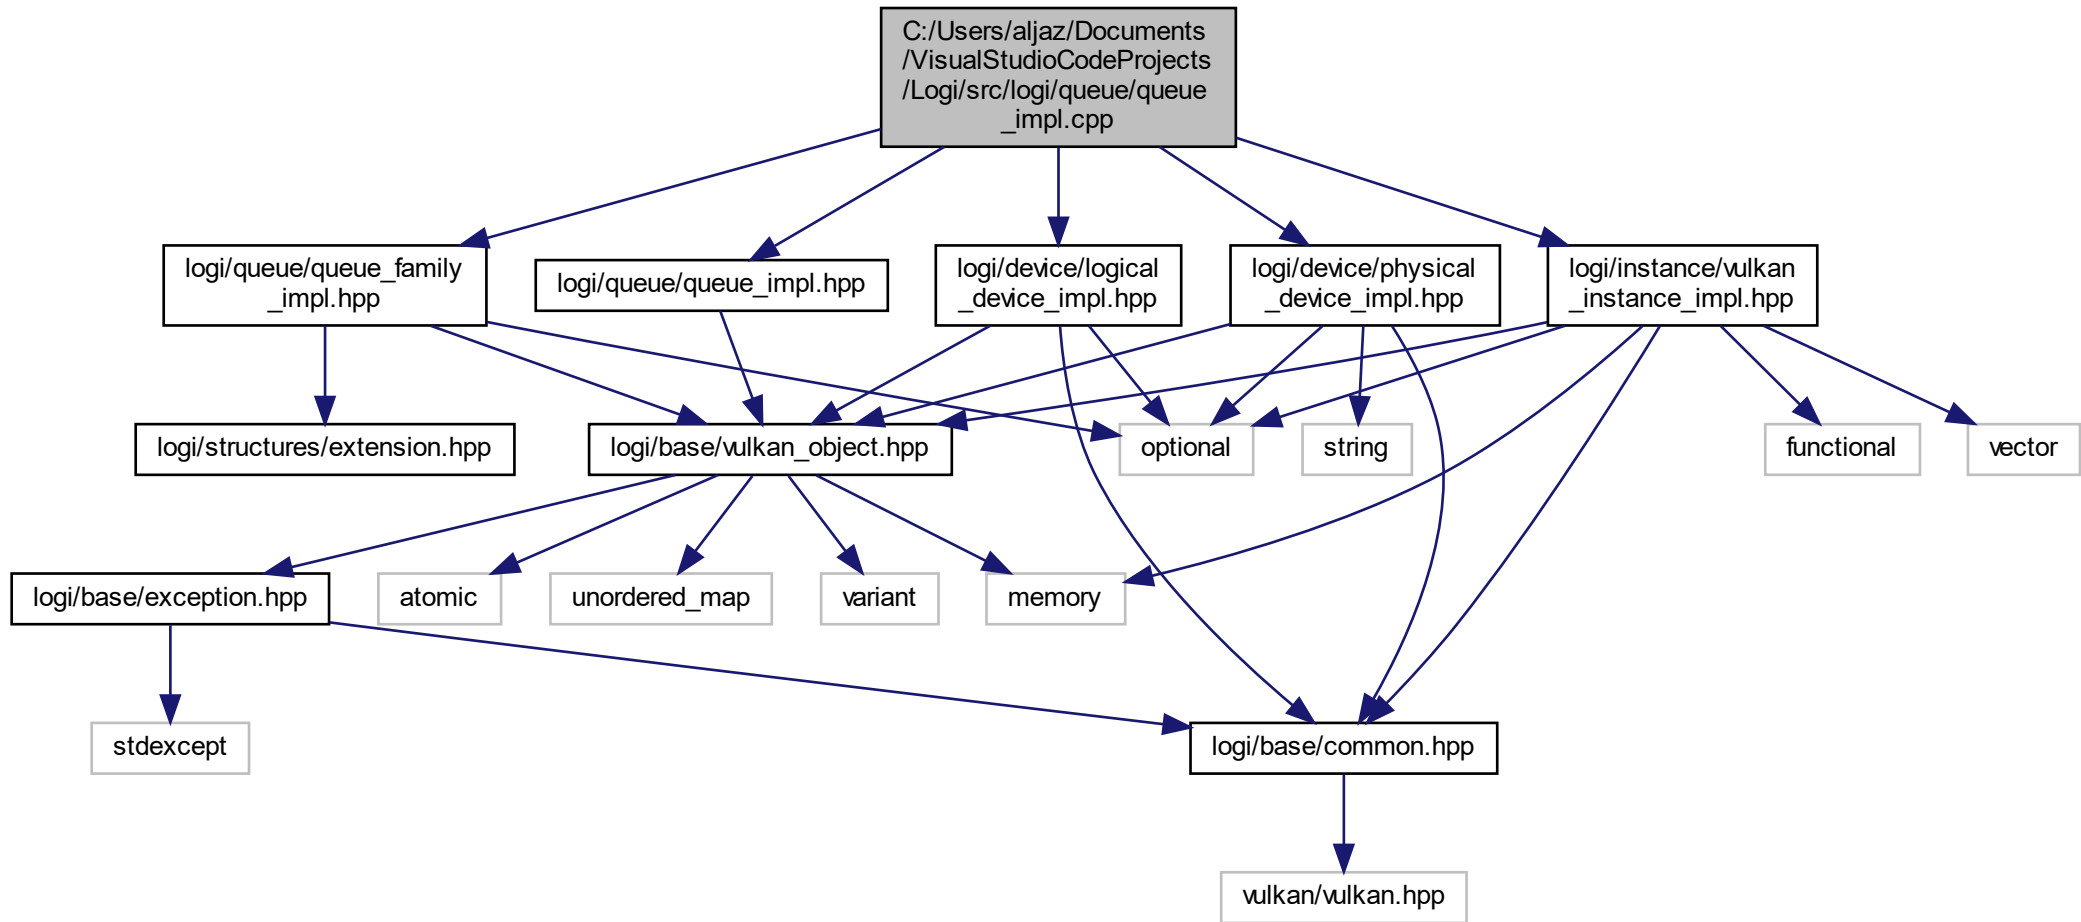 C:/Users/aljaz/Documents
/VisualStudioCodeProjects
/Logi/src/logi/queue/queue
_impl.cpp
logi/queue/queue_family
_impl.hpp
logi/queue/queue_impl.hpp
logi/device/logical
_device_impl.hpp
logi/device/physical
_device_impl.hpp
logi/instance/vulkan
_instance_impl.hpp
logi/structures/extension.hpp
logi/base/vulkan_object.hpp
optional
string
functional
vector
logi/base/exception.hpp
atomic
unordered_map
variant
memory
stdexcept
logi/base/common.hpp
vulkan/vulkan.hpp